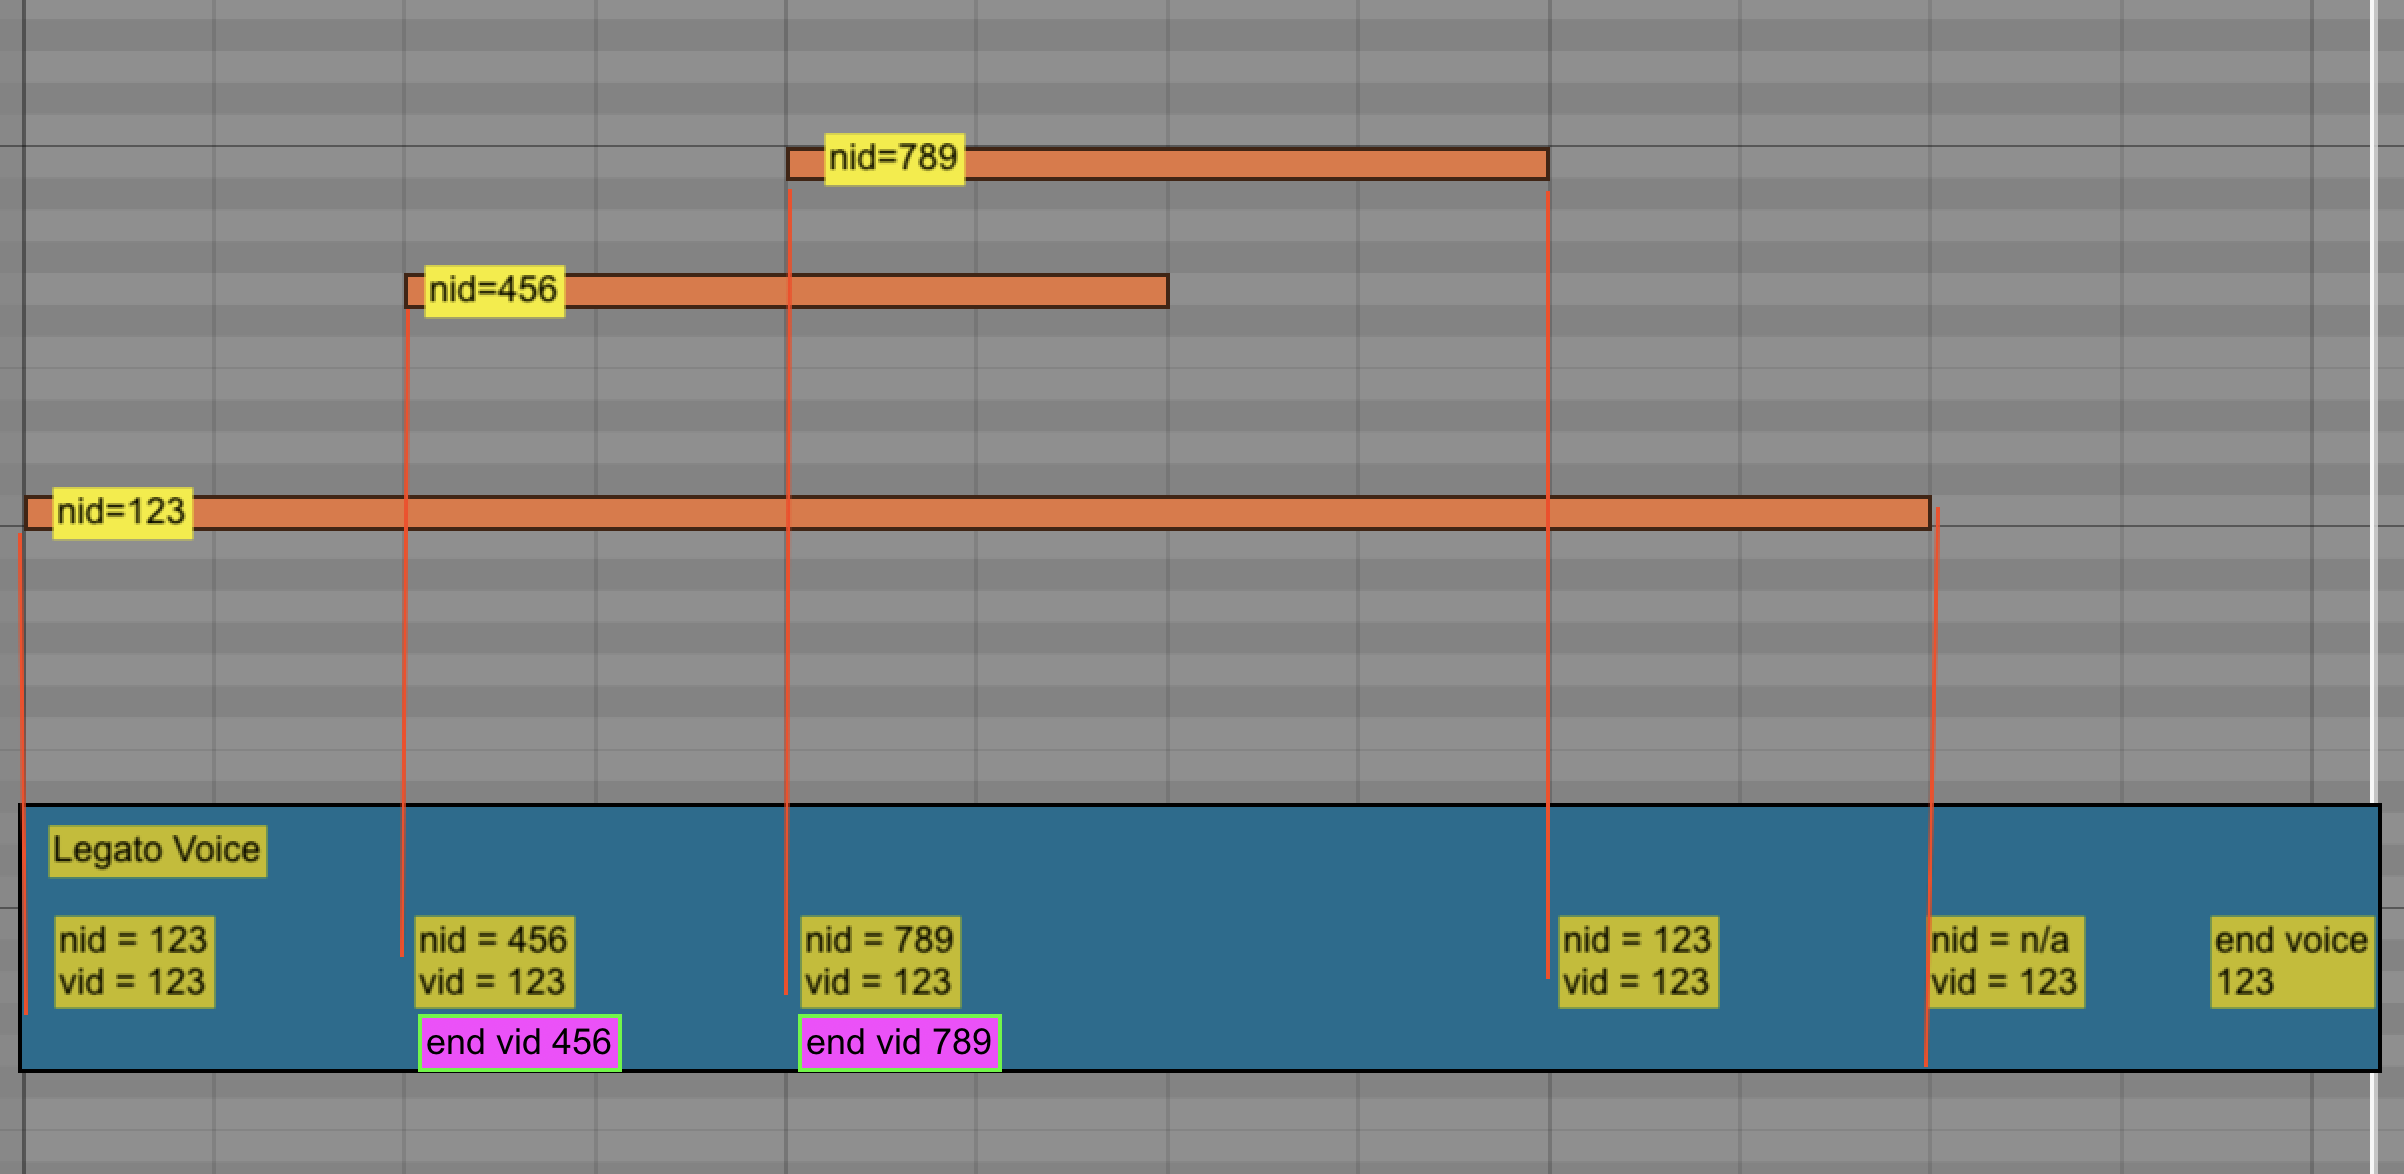 nid=789
nid=456
nid=123
Legato Voice
nid = 123
vid = 123
nid = 456
vid = 123
end vid 456
nid = 789
vid = 123
end vid 789
nid = 123
vid = 123
nid = n/a
vid = 123
end voice
123